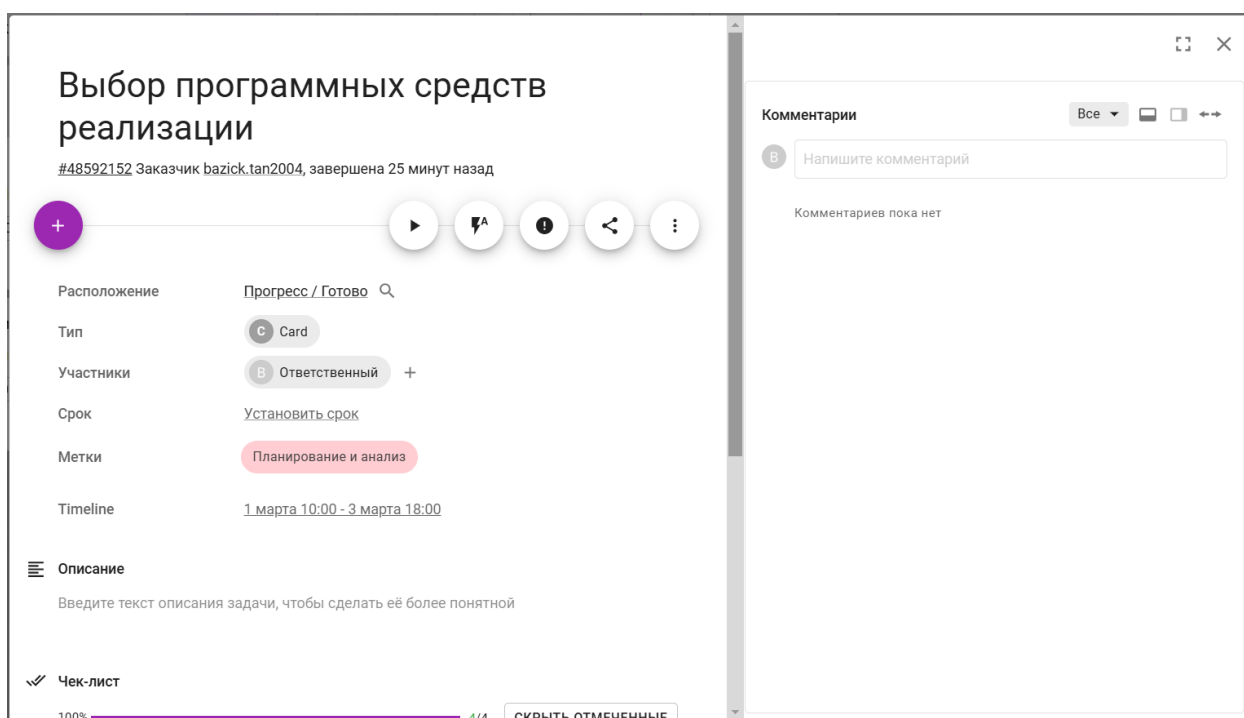 Выбор программных средств
реализации
#48592152 Заказчик bazick.tan2004, завершена 25 минут назад
Расположение Прогресс / Готово
Тип C Card
Участники B Ответственный +
Срок Установить срок
Метки Планирование и анализ
Timeline 1 марта 10:00 - 3 марта 18:00
Описание
Введите текст описания задачи, чтобы сделать её более понятной
Чек-лист
100% 4/4 СКРЫТЬ ОТМЕЧЕННЫЕ
Комментарии Все
B Напишите комментарий
Комментариев пока нет